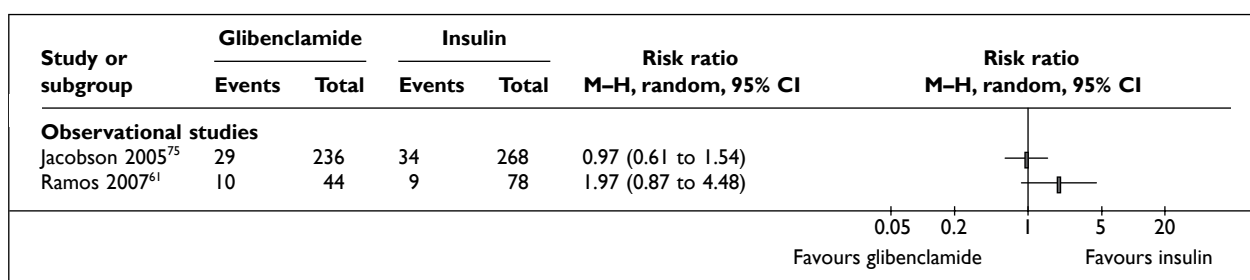 Glibenclamide Insulin
Study or Risk ratio Risk ratio
subgroup Events Total Events Total M–H, random, 95% CI M–H, random, 95% CI
Observational studies
Jacobson 2005⁷⁵ 29 236 34 268 0.97 (0.61 to 1.54)
Ramos 2007⁶¹ 10 44 9 78 1.97 (0.87 to 4.48)
0.05 0.2 1 5 20
Favours glibenclamide Favours insulin